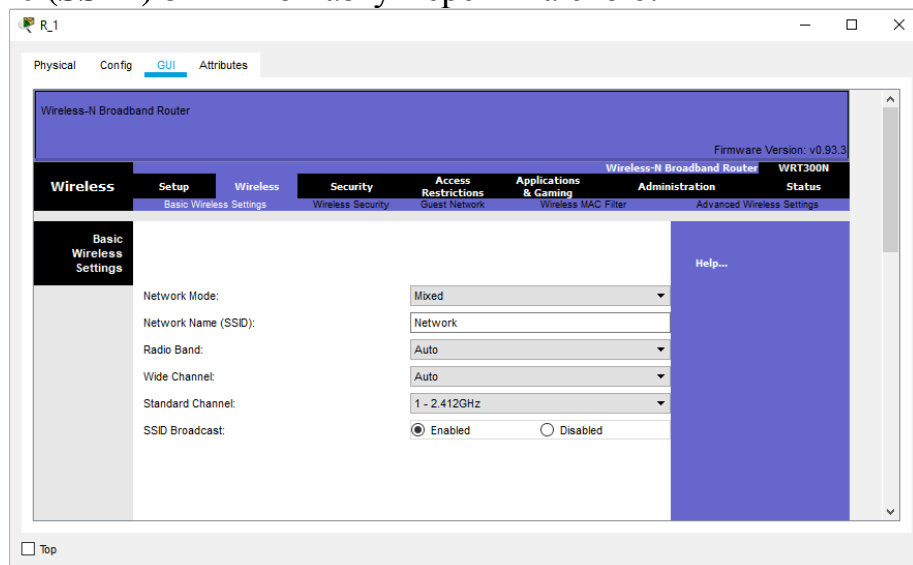 R_1
Physical Config GUI Attributes
Wireless-N Broadband Router
Firmware Version: v0.93.3
Wireless-N Broadband Router WRT300N
Wireless Setup Wireless Security Access Restrictions Applications & Gaming Administration Status
Basic Wireless Settings Wireless Security Guest Network Wireless MAC Filter Advanced Wireless Settings
Basic
Wireless
Settings
Help...
Network Mode: Mixed
Network Name (SSID): Network
Radio Band: Auto
Wide Channel: Auto
Standard Channel: 1 - 2.412GHz
SSID Broadcast: Enabled Disabled
Top